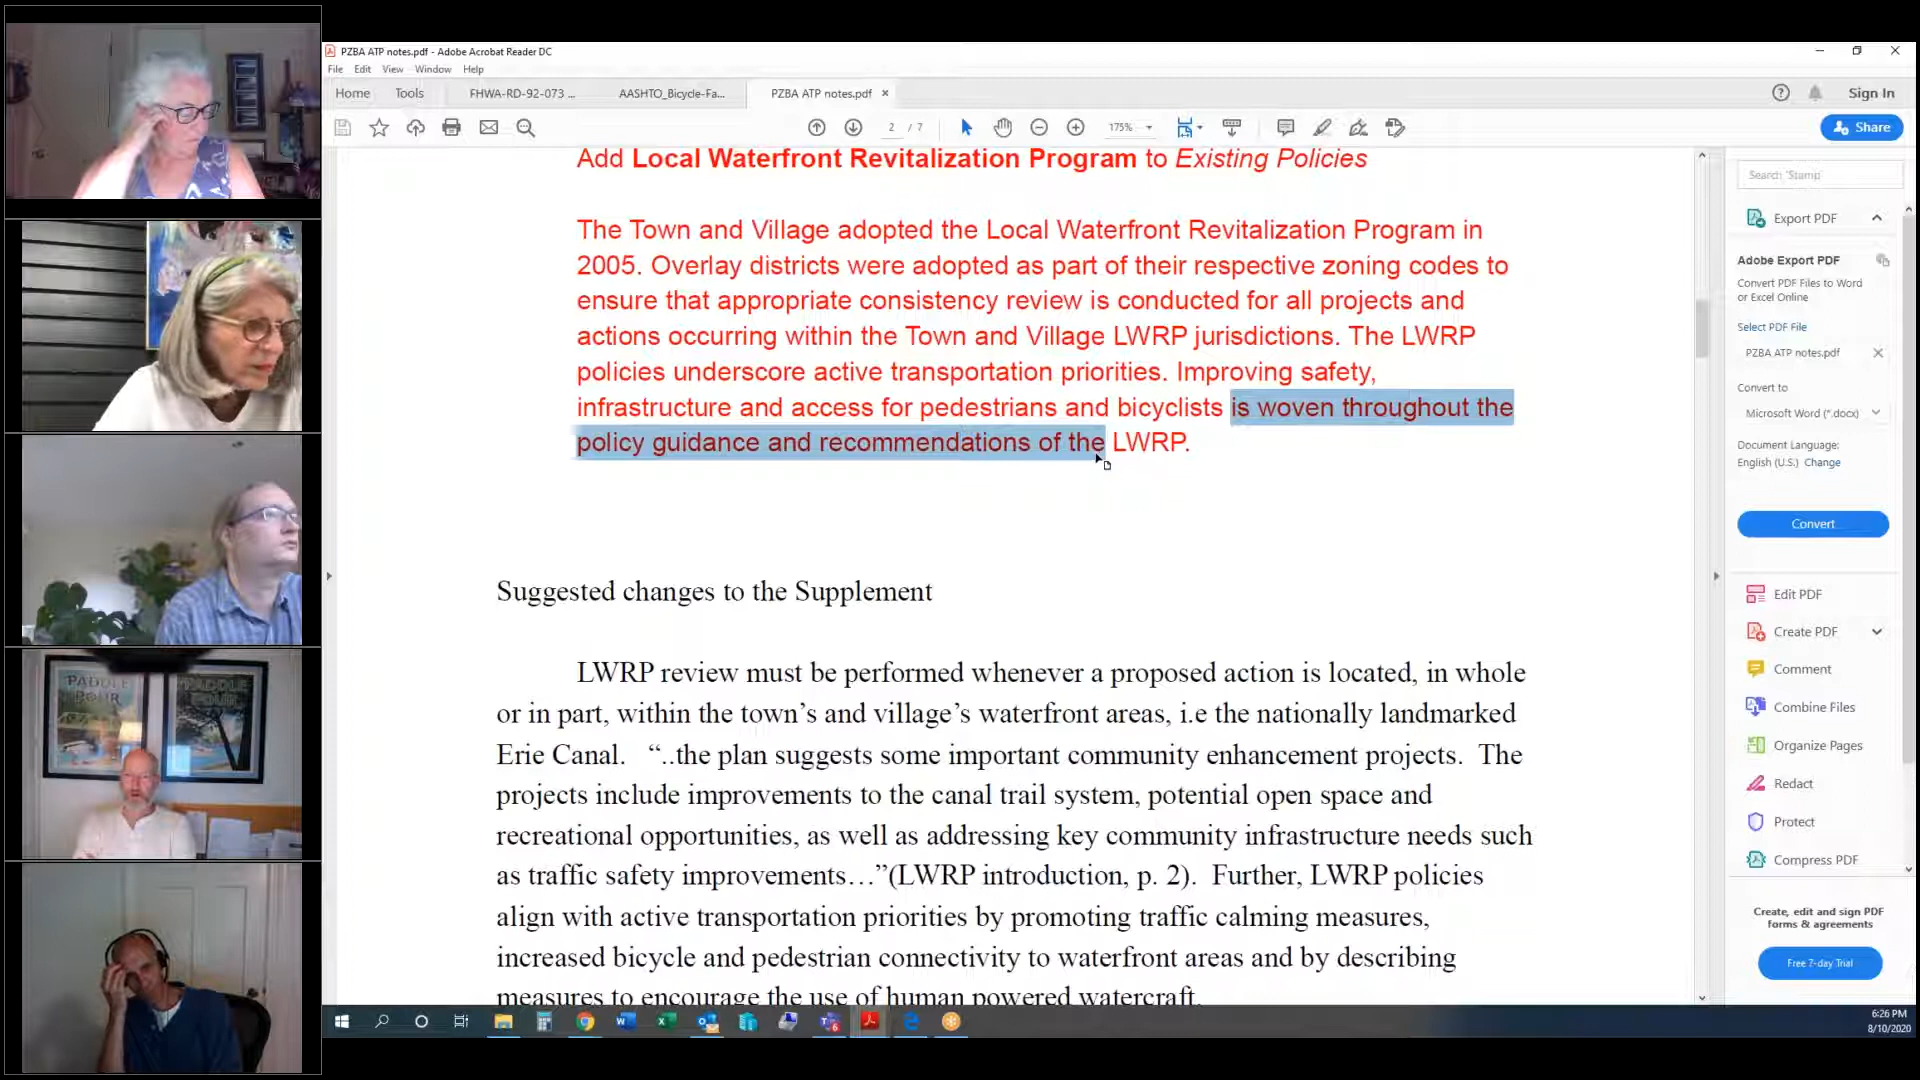 PZBA ATP notes.pdf - Adobe Acrobat Reader DC
File Edit View Window Help
Home Tools FHWA-RD-92-073 ... AASHTO_Bicycle-Fa... PZBA ATP notes.pdf ×
Sign In
2 / 7 175% Share
Add Local Waterfront Revitalization Program to Existing Policies
The Town and Village adopted the Local Waterfront Revitalization Program in
2005. Overlay districts were adopted as part of their respective zoning codes to
ensure that appropriate consistency review is conducted for all projects and
actions occurring within the Town and Village LWRP jurisdictions. The LWRP
policies underscore active transportation priorities. Improving safety,
infrastructure and access for pedestrians and bicyclists is woven throughout the
policy guidance and recommendations of the LWRP.
Suggested changes to the Supplement
LWRP review must be performed whenever a proposed action is located, in whole
or in part, within the town’s and village’s waterfront areas, i.e the nationally landmarked
Erie Canal. “..the plan suggests some important community enhancement projects. The
projects include improvements to the canal trail system, potential open space and
recreational opportunities, as well as addressing key community infrastructure needs such
as traffic safety improvements…”(LWRP introduction, p. 2). Further, LWRP policies
align with active transportation priorities by promoting traffic calming measures,
increased bicycle and pedestrian connectivity to waterfront areas and by describing
measures to encourage the use of human powered watercraft.
Search 'Stamp'
Export PDF
Adobe Export PDF
Convert PDF Files to Word
or Excel Online
Select PDF File
PZBA ATP notes.pdf
Convert to
Microsoft Word (*.docx)
Document Language:
English (U.S.) Change
Convert
Edit PDF
Create PDF
Comment
Combine Files
Organize Pages
Redact
Protect
Compress PDF
Create, edit and sign PDF
forms & agreements
Free 7-day Trial
6:26 PM
8/10/2020
PADDLE
POUR
PADDLE
POUR